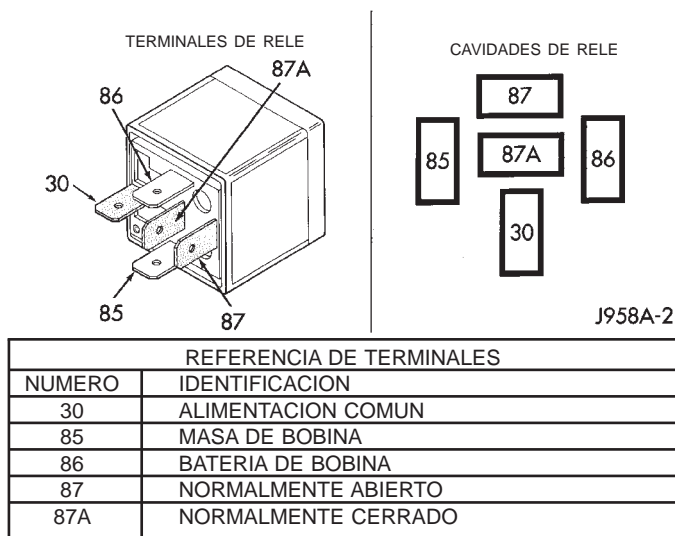 TERMINALES DE RELE
87A
86
30
85
87
CAVIDADES DE RELE
87
85
87A
86
30
J958A-2
REFERENCIA DE TERMINALES
NUMERO IDENTIFICACION
30 ALIMENTACION COMUN
85 MASA DE BOBINA
86 BATERIA DE BOBINA
87 NORMALMENTE ABIERTO
87A NORMALMENTE CERRADO